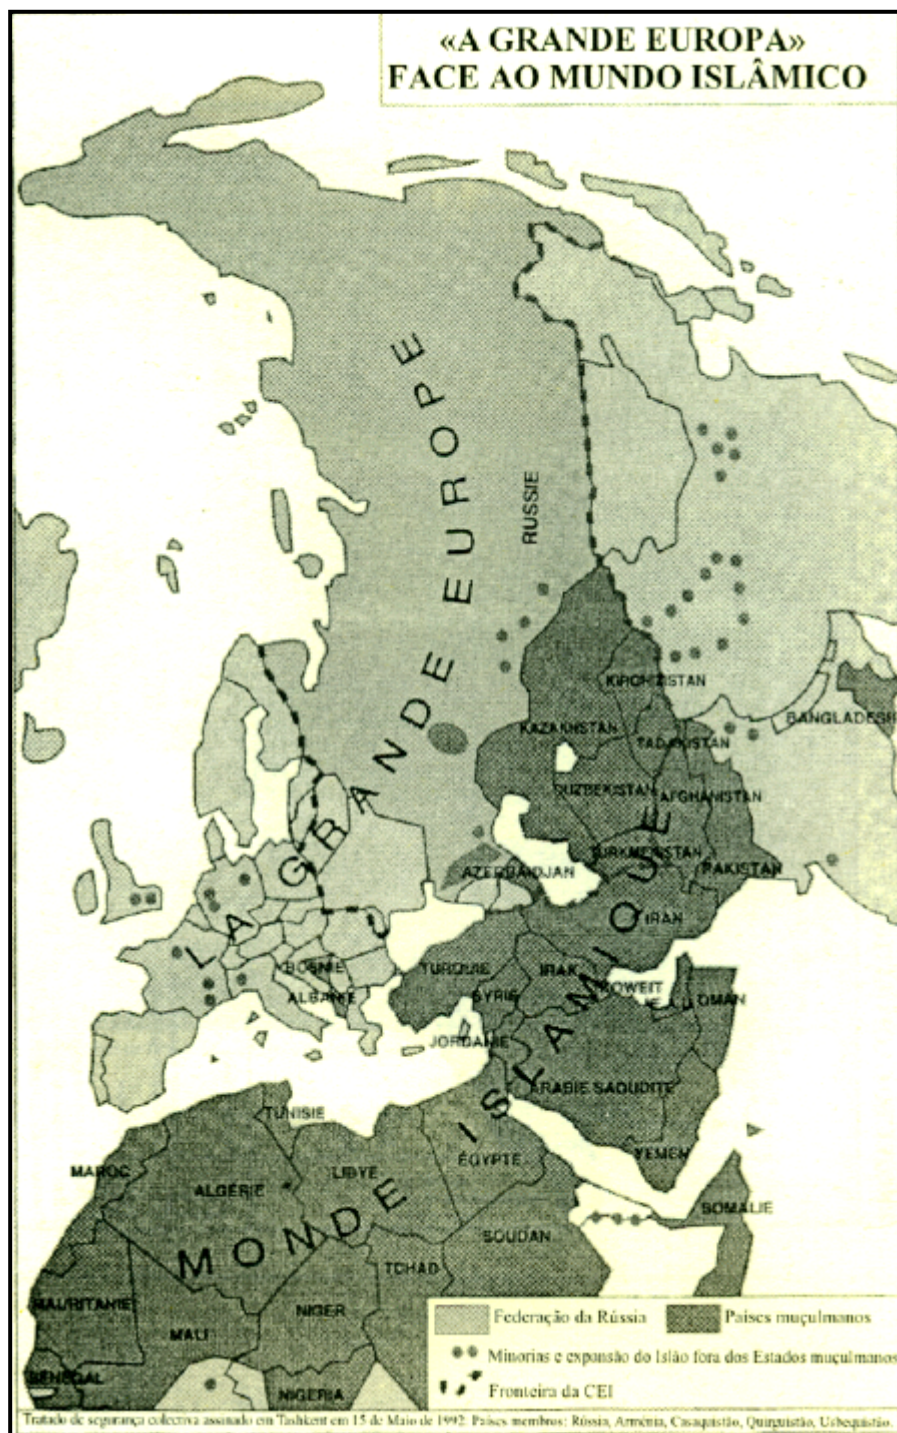 «A GRANDE EUROPA»
FACE AO MUNDO ISLÂMICO
LA GRANDE EUROPE
RUSSIE
KIRCHIZISTAN
KAZAKHSTAN
TADJIKISTAN
BANGLADESH
OUZBEKISTAN
AFGHANISTAN
TURKMENISTAN
AZERBAIDJAN
PAKISTAN
IRAN
BOSNIE
TURQUIE
IRAK
KOWEIT
ALBANIE
SYRIE
E.A.U.
OMAN
JORDANIE
ARABIE SAOUDITE
TUNISIE
MONDE ISLAMIQUE
YEMEN
MAROC
LIBYE
ÉGYPTE
ALGÉRIE
SOMALIE
SOUDAN
TCHAD
MAURITANIE
NIGER
MALI
SÉNÉGAL
NIGERIA
Federação da Rússia
Países muçulmanos
Minorias e expansão do Islão fora dos Estados muçulmanos
Fronteira da CEI
Tratado de segurança colectiva assinado em Tashkent em 15 de Maio de 1992. Países membros: Rússia, Arménia, Casaquistão, Quirguistão, Usbequistão.